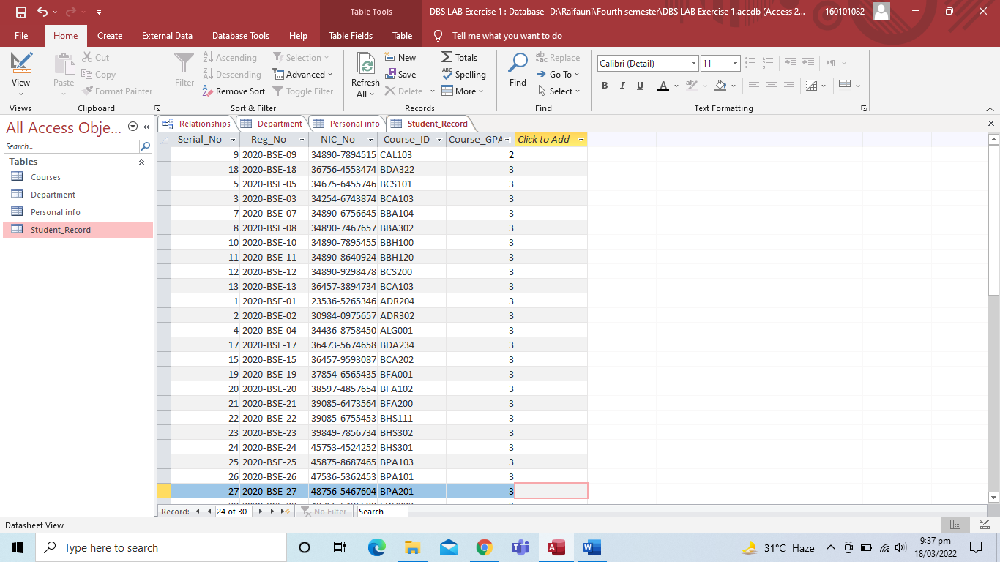 Table Tools
DBS LAB Exercise 1 : Database- D:\Raifauni\Fourth semester\DBS LAB Exercise 1.accdb (Access 2...
160101082
File Home Create External Data Database Tools Help Table Fields Table Tell me what you want to do
View
Views
Paste
Cut
Copy
Format Painter
Clipboard
Filter
Ascending
Descending
Remove Sort
Selection
Advanced
Toggle Filter
Sort & Filter
Refresh
All
New
Save
Delete
Totals
Spelling
More
Records
Find
Replace
Go To
Select
Find
Calibri (Detail) 11
B I U A
Text Formatting
All Access Obje...
Search...
Tables
Courses
Department
Personal info
Student_Record
Relationships Department Personal info Student_Record
Serial_No Reg_No NIC_No Course_ID Course_GPA Click to Add
9 2020-BSE-09 34890-7894515 CAL103 2
18 2020-BSE-18 36756-4553474 BDA322 3
5 2020-BSE-05 34675-6455746 BCS101 3
3 2020-BSE-03 34254-6743874 BCA103 3
7 2020-BSE-07 34890-6756645 BBA104 3
8 2020-BSE-08 34890-7467657 BBA302 3
10 2020-BSE-10 34890-7895455 BBH100 3
11 2020-BSE-11 34890-8640924 BBH120 3
12 2020-BSE-12 34890-9298478 BCS200 3
13 2020-BSE-13 36457-3894734 BCA103 3
1 2020-BSE-01 23536-5265346 ADR204 3
2 2020-BSE-02 30984-0975657 ADR302 3
4 2020-BSE-04 34436-8758450 ALG001 3
17 2020-BSE-17 36473-5674658 BDA234 3
15 2020-BSE-15 36457-9593087 BCA202 3
19 2020-BSE-19 37854-6565435 BFA001 3
20 2020-BSE-20 38597-4857654 BFA102 3
21 2020-BSE-21 39085-6473564 BFA200 3
22 2020-BSE-22 39085-6755453 BHS111 3
23 2020-BSE-23 39849-7856734 BHS302 3
24 2020-BSE-24 45753-4524252 BHS301 3
25 2020-BSE-25 45875-8687465 BPA103 3
26 2020-BSE-26 47536-5362453 BPA101 3
27 2020-BSE-27 48756-5467604 BPA201 3
Record: 24 of 30 No Filter Search
Datasheet View
Type here to search
31°C Haze
9:37 pm
18/03/2022